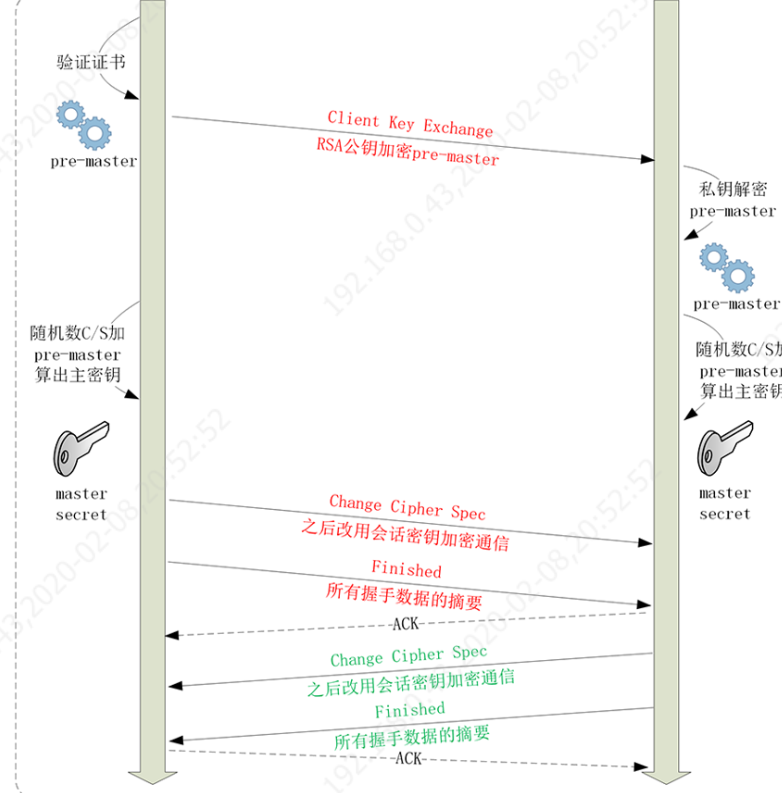 验证证书
pre-master
Client Key Exchange
RSA公钥加密pre-master
私钥解密
pre-master
pre-master
随机数C/S加
pre-master
算出主密钥
随机数C/S加
pre-master
算出主密钥
master
secret
master
secret
Change Cipher Spec
之后改用会话密钥加密通信
Finished
所有握手数据的摘要
ACK
Change Cipher Spec
之后改用会话密钥加密通信
Finished
所有握手数据的摘要
ACK
192.168.0.43,2020-02-08,20:52:52